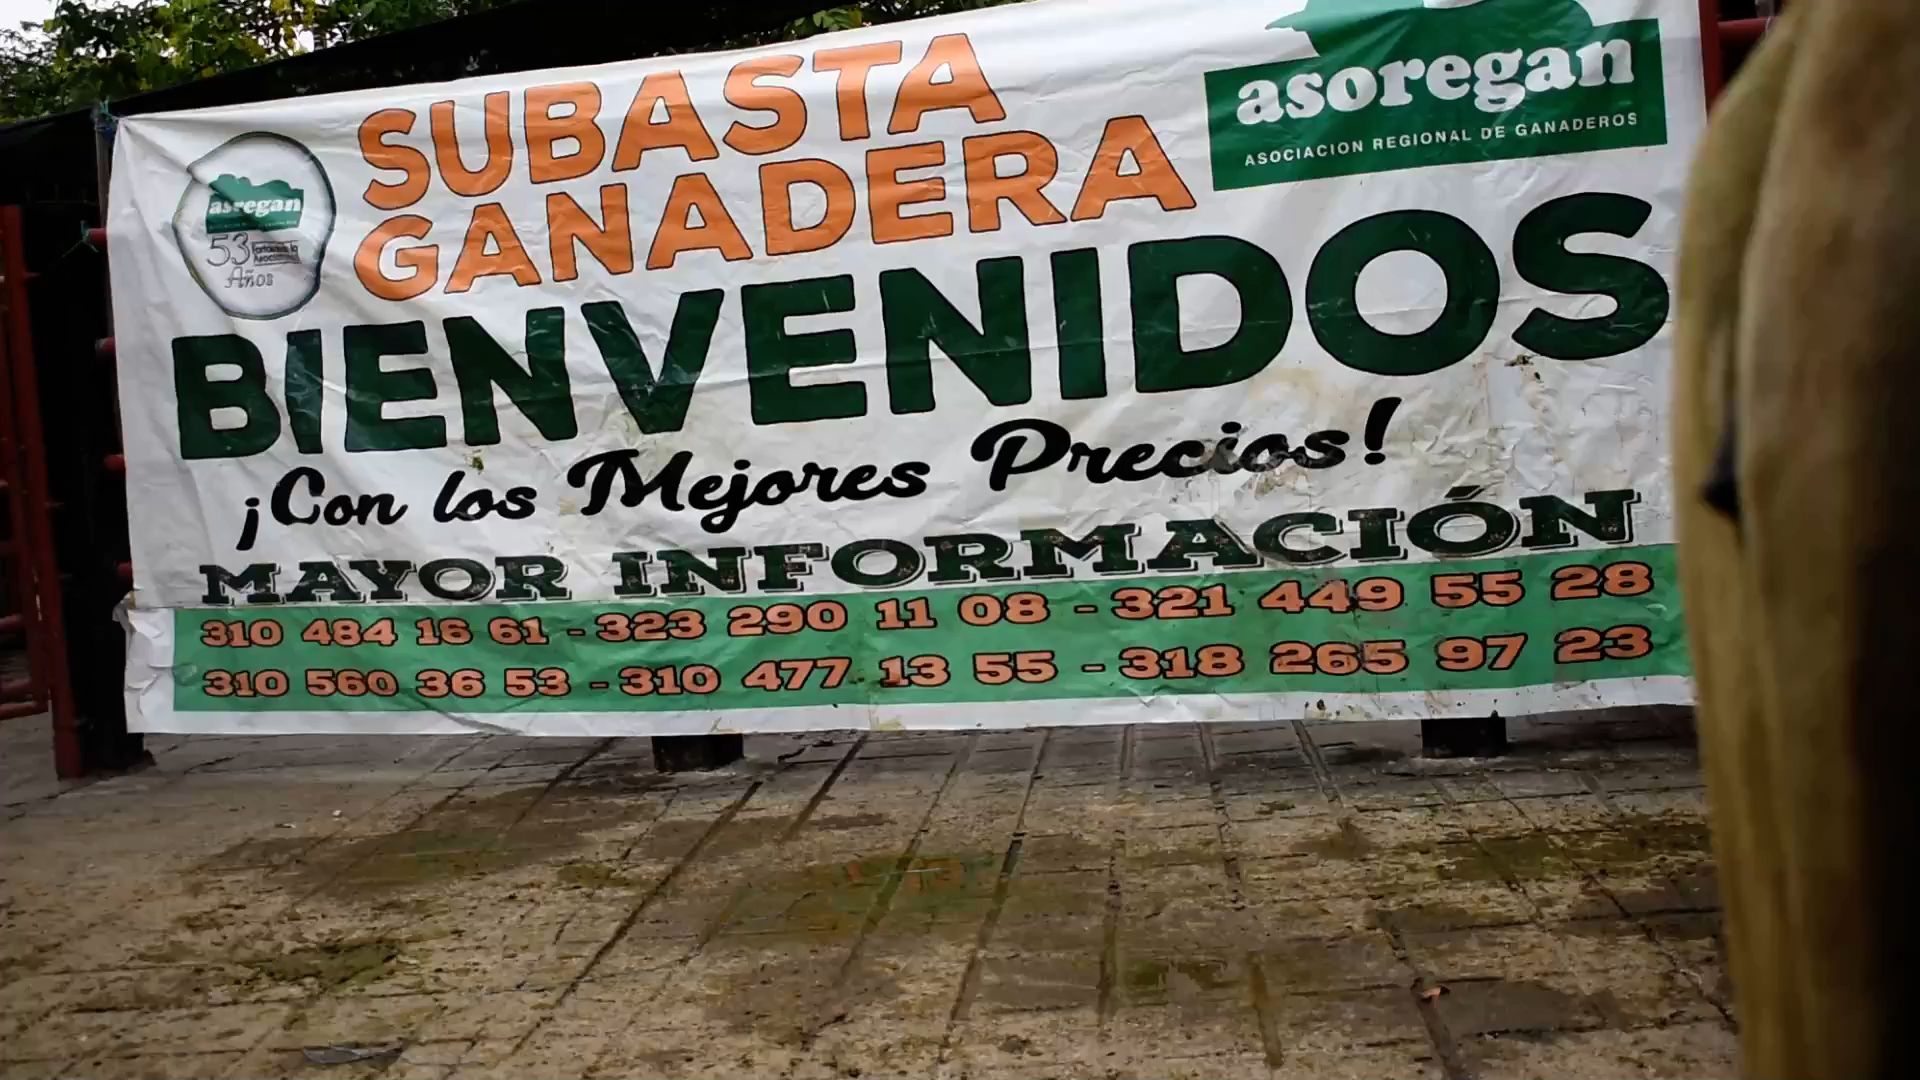 SUBASTA
GANADERA
asoregan
ASOCIACION REGIONAL DE GANADEROS
asoregan
53
Años
BIENVENIDOS
¡Con los Mejores Precios!
MAYOR INFORMACIÓN
310 484 16 61 - 323 290 11 08 - 321 449 55 28
310 560 36 53 - 310 477 13 55 - 318 265 97 23